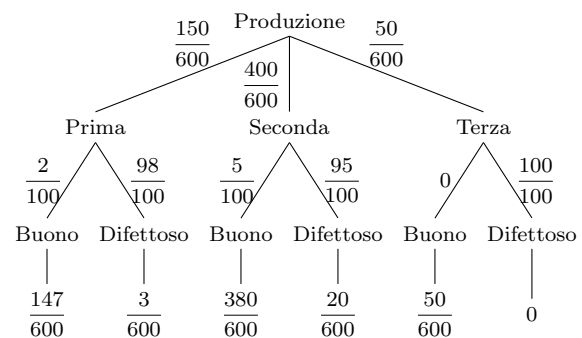 Produzione
150/600
400/600
50/600
Prima Seconda Terza
2/100 98/100 5/100 95/100 0 100/100
Buono Difettoso Buono Difettoso Buono Difettoso
147/600 3/600 380/600 20/600 50/600 0